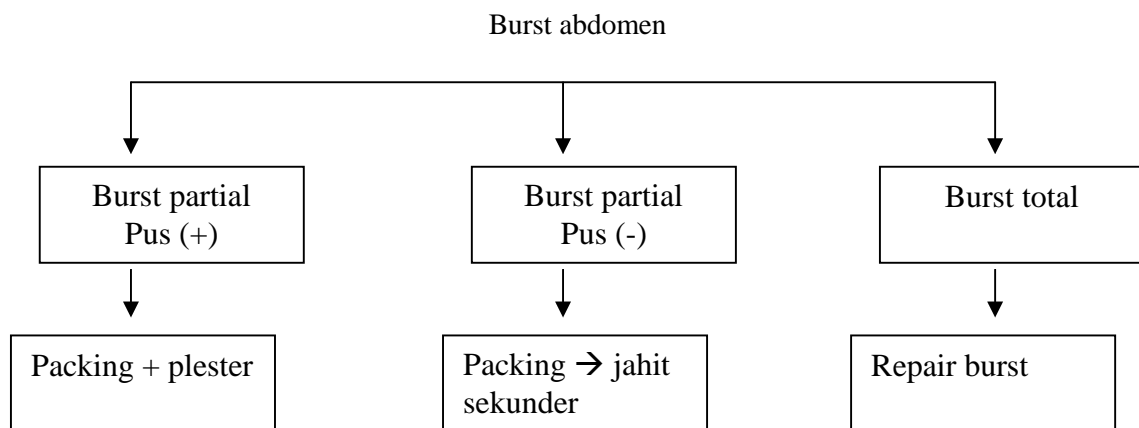 Burst abdomen
Burst partial
Pus (+)
Burst partial
Pus (-)
Burst total
Packing + plester
Packing → jahit
sekunder
Repair burst